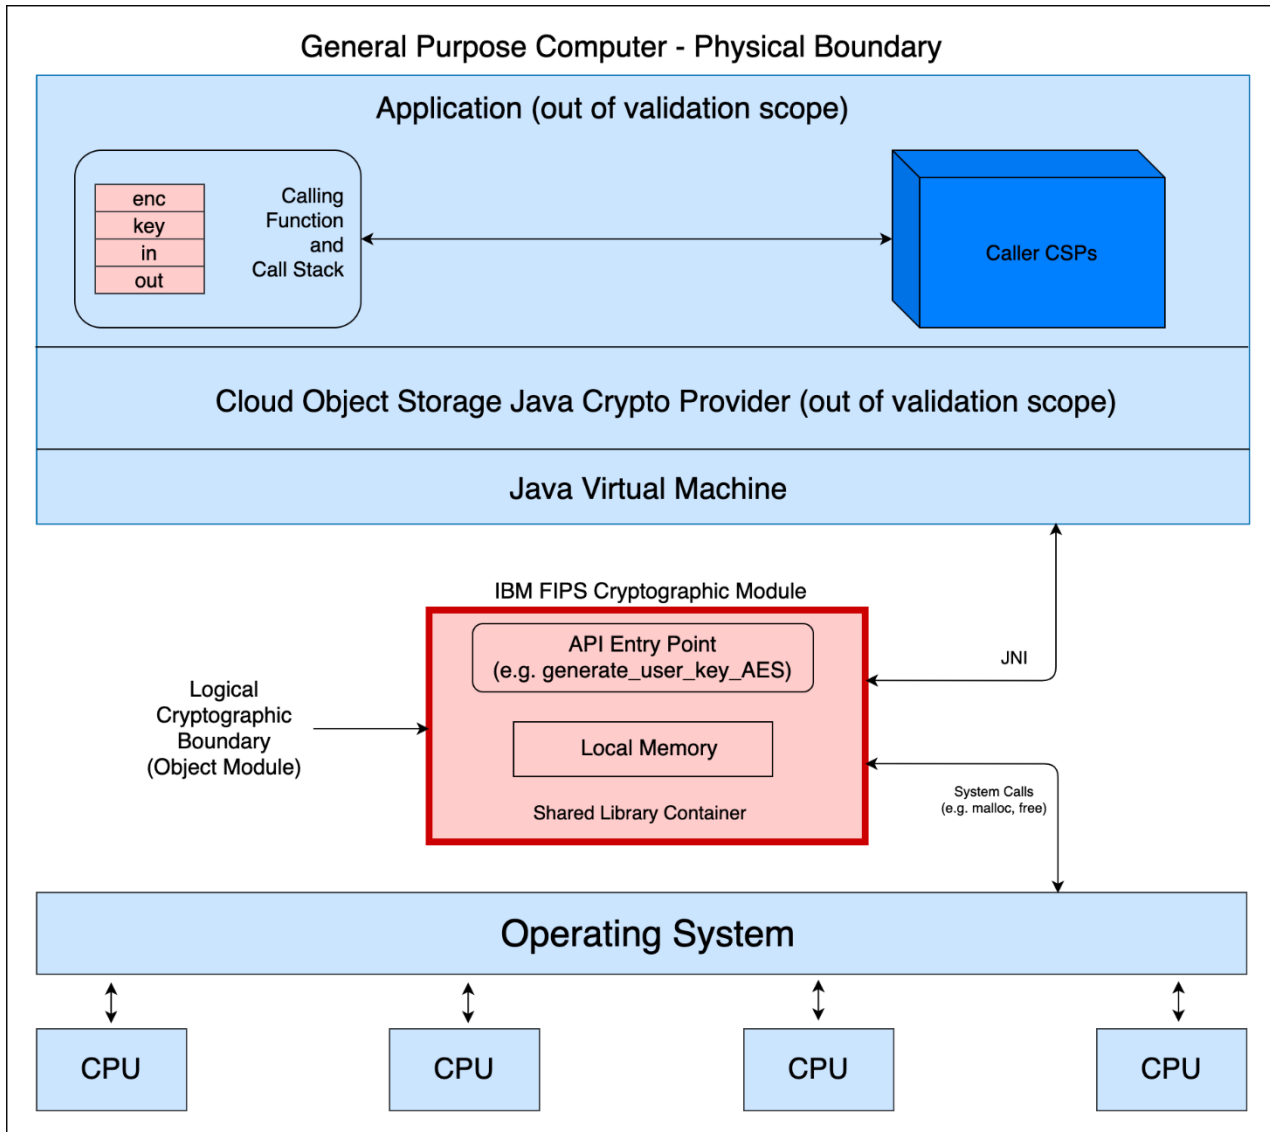 General Purpose Computer - Physical Boundary
Application (out of validation scope)
enc
key
in
out
Calling
Function
and
Call Stack
Caller CSPs
Cloud Object Storage Java Crypto Provider (out of validation scope)
Java Virtual Machine
IBM FIPS Cryptographic Module
API Entry Point
(e.g. generate_user_key_AES)
JNI
Logical
Cryptographic
Boundary
(Object Module)
Local Memory
Shared Library Container
System Calls
(e.g. malloc, free)
Operating System
CPU
CPU
CPU
CPU